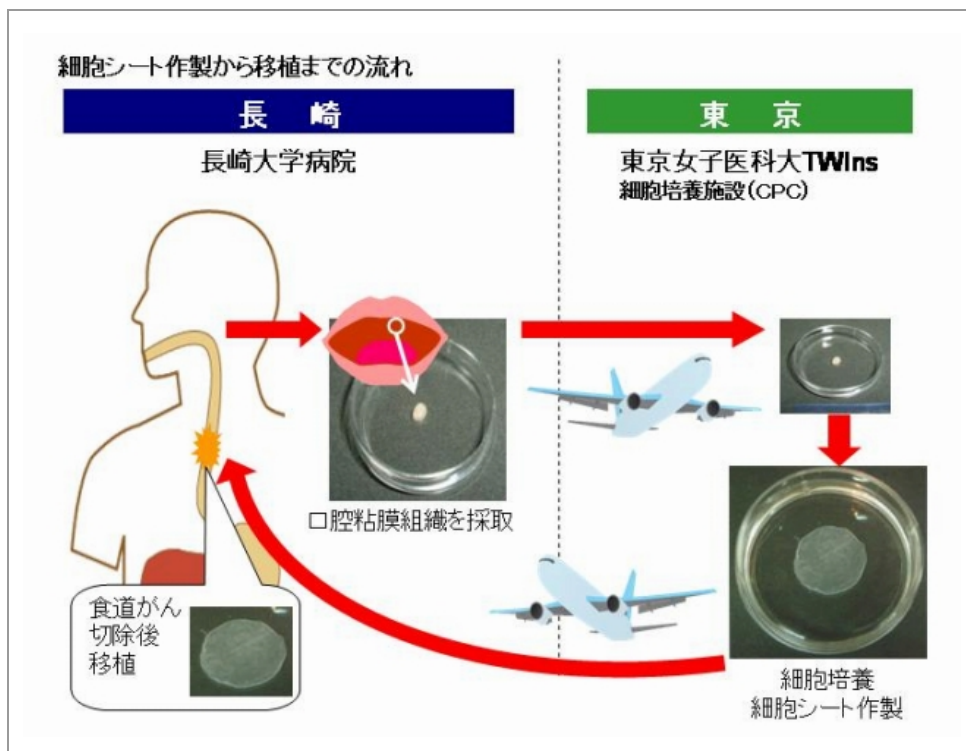 細胞シート作製から移植までの流れ
長 崎
長崎大学病院
東 京
東京女子医科大TWIns
細胞培養施設(CPC)
口腔粘膜組織を採取
食道がん
切除後
移植
細胞培養
細胞シート作製